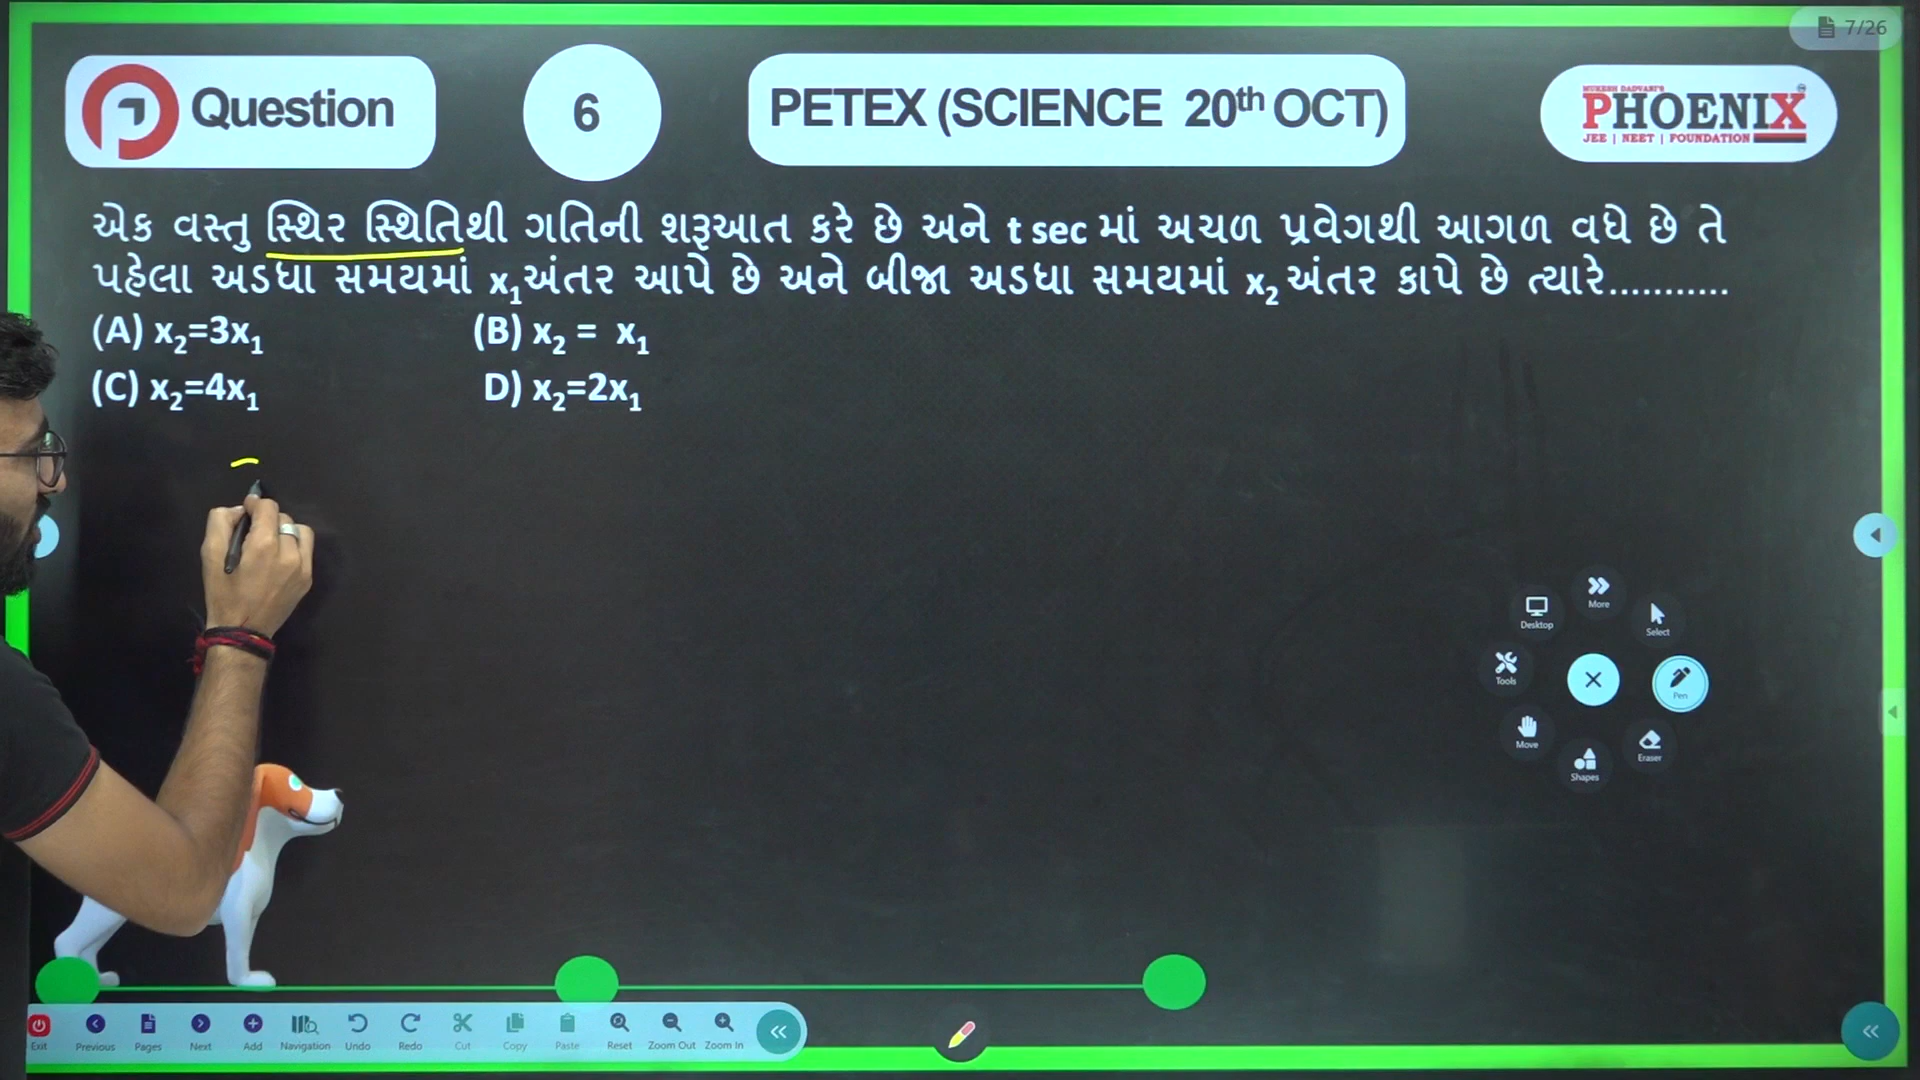 7/26
Question
6
PETEX (SCIENCE 20th OCT)
MUKESH DADVANI'S
PHOENIX
JEE | NEET | FOUNDATION
એક વસ્તુ સ્થિર સ્થિતિથી ગતિની શરૂઆત કરે છે અને t sec માં અચળ પ્રવેગથી આગળ વધે છે તે
પહેલા અડધા સમયમાં x₁અંતર આપે છે અને બીજા અડધા સમયમાં x₂ અંતર કાપે છે ત્યારે...........
(A) x₂=3x₁ (B) x₂ = x₁
(C) x₂=4x₁ D) x₂=2x₁
More
Desktop
Select
Tools
Pen
Move
Eraser
Shapes
Exit Previous Pages Next Add Navigation Undo Redo Cut Copy Paste Reset Zoom Out Zoom In